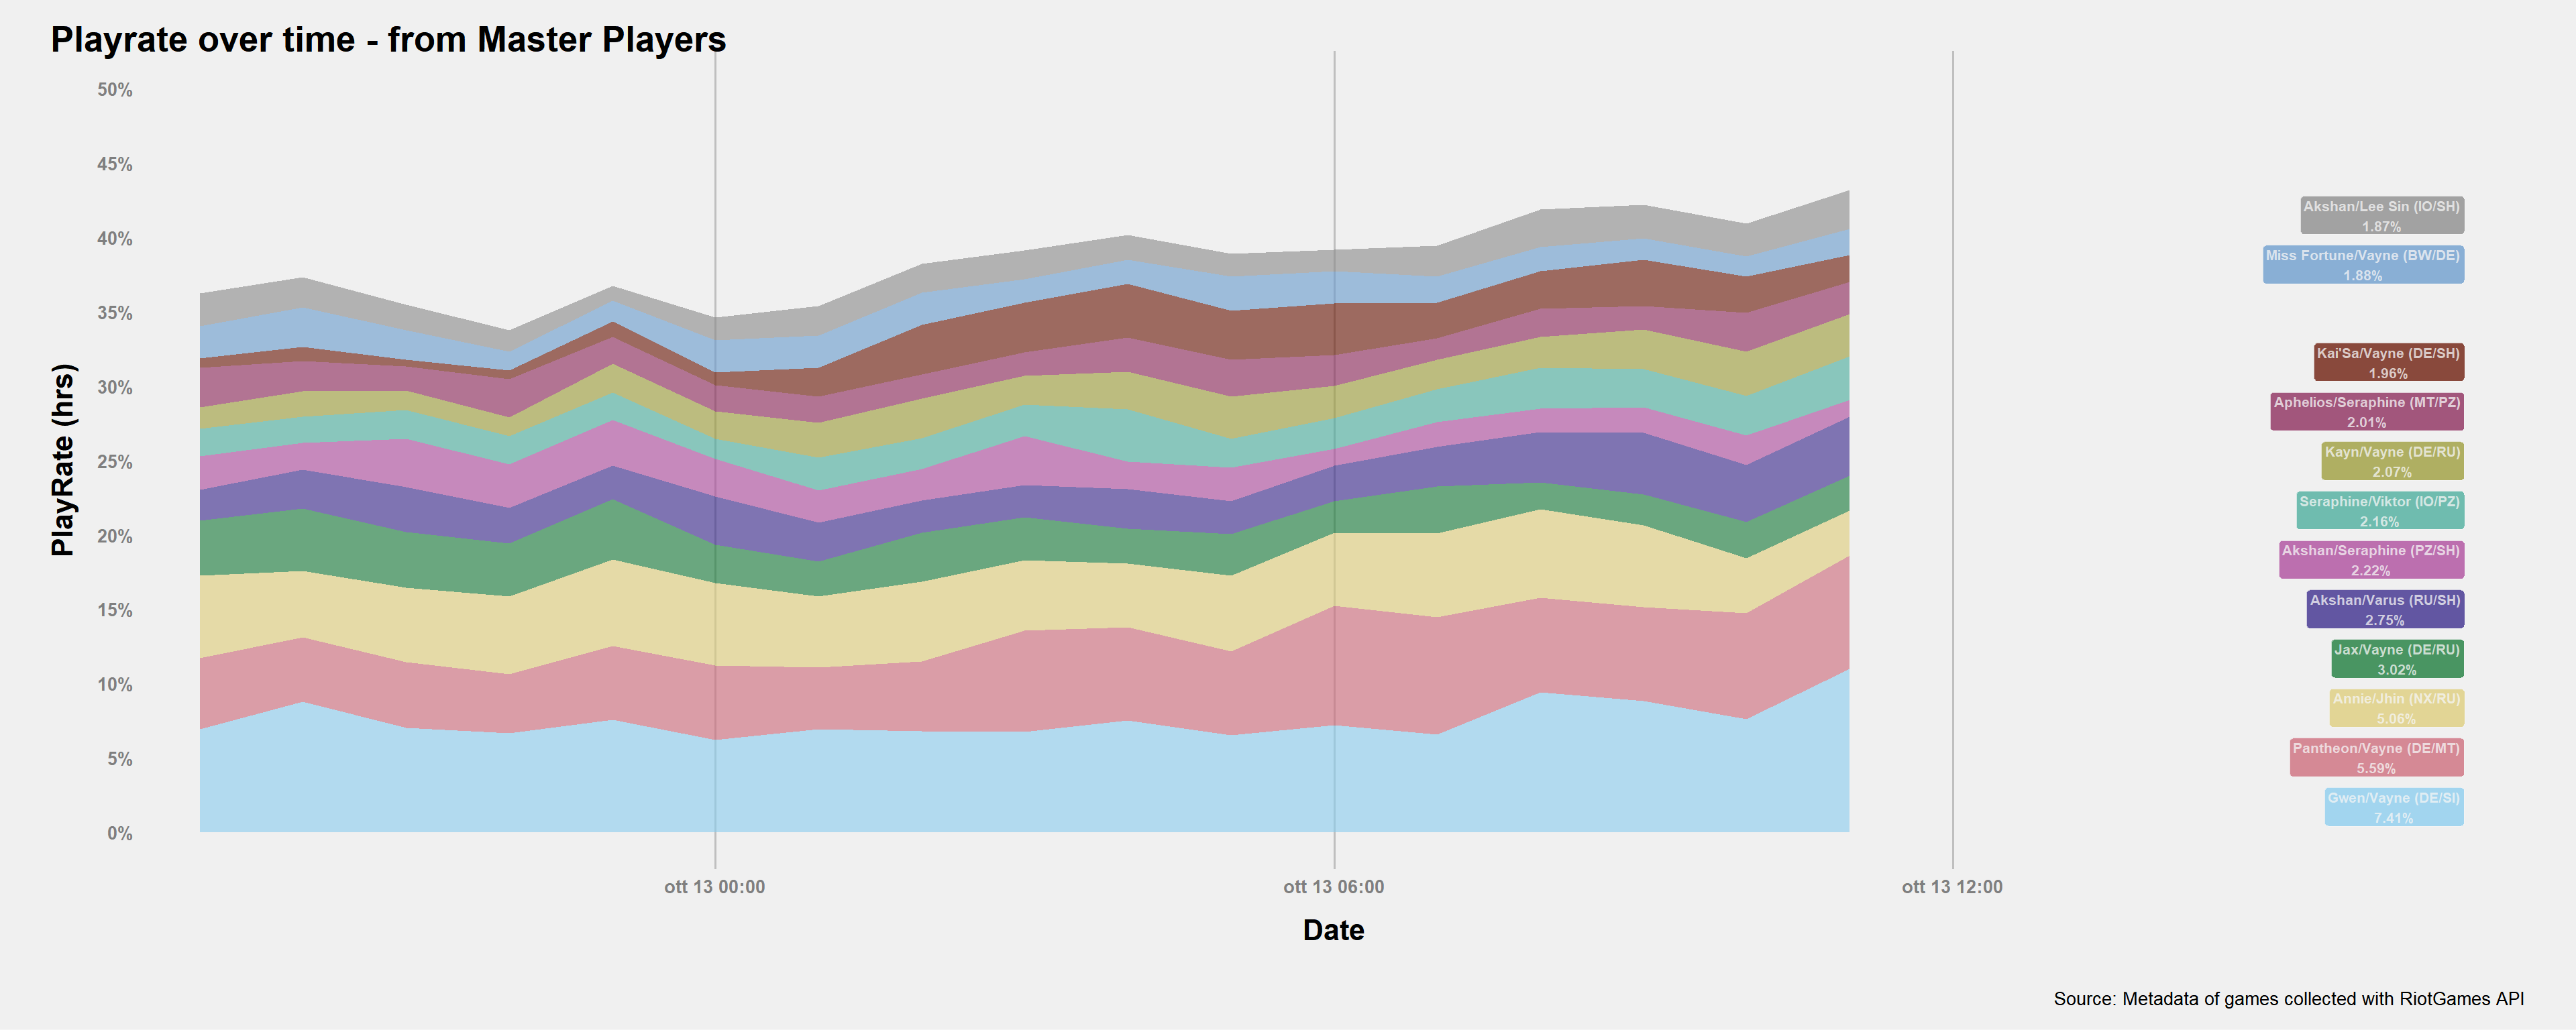 Playrate over time - from Master Players
PlayRate (hrs)
50%
45%
40%
35%
30%
25%
20%
15%
10%
5%
0%
Akshan/Lee Sin (IO/SH)
1.87%
Miss Fortune/Vayne (BW/DE)
1.88%
Kai'Sa/Vayne (DE/SH)
1.96%
Aphelios/Seraphine (MT/PZ)
2.01%
Kayn/Vayne (DE/RU)
2.07%
Seraphine/Viktor (IO/PZ)
2.16%
Akshan/Seraphine (PZ/SH)
2.22%
Akshan/Varus (RU/SH)
2.75%
Jax/Vayne (DE/RU)
3.02%
Annie/Jhin (NX/RU)
5.06%
Pantheon/Vayne (DE/MT)
5.59%
Gwen/Vayne (DE/SI)
7.41%
ott 13 00:00
ott 13 06:00
ott 13 12:00
Date
Source: Metadata of games collected with RiotGames API